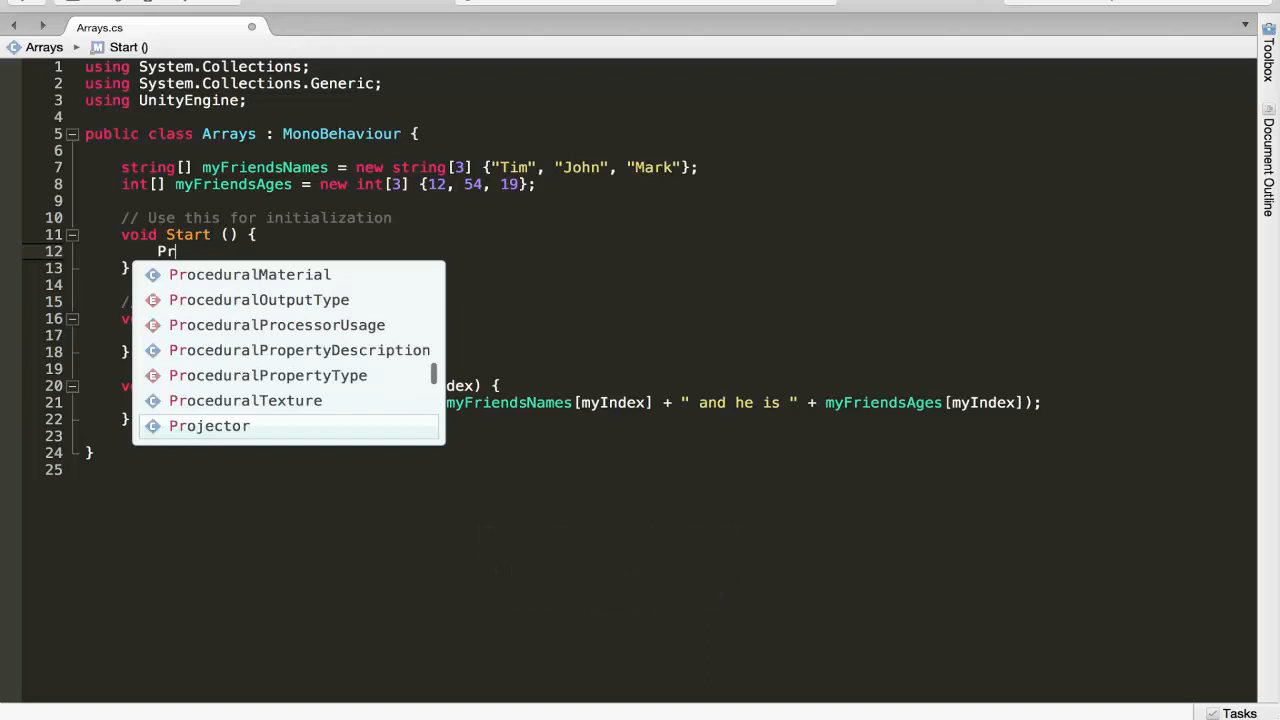 Arrays.cs
Arrays ▸ Start ()
1 using System.Collections;
2 using System.Collections.Generic;
3 using UnityEngine;
4
5 public class Arrays : MonoBehaviour {
6
7 string[] myFriendsNames = new string[3] {"Tim", "John", "Mark"};
8 int[] myFriendsAges = new int[3] {12, 54, 19};
9
10 // Use this for initialization
11 void Start () {
12 Pr
13 }
ProceduralMaterial
14
ProceduralOutputType
15 /
ProceduralProcessorUsage
16 v
17
ProceduralPropertyDescription
18 }
19
ProceduralPropertyType
20 v dex) {
ProceduralTexture
21 myFriendsNames[myIndex] + " and he is " + myFriendsAges[myIndex]);
22 }
Projector
23
24 }
25
Toolbox
Document Outline
Tasks